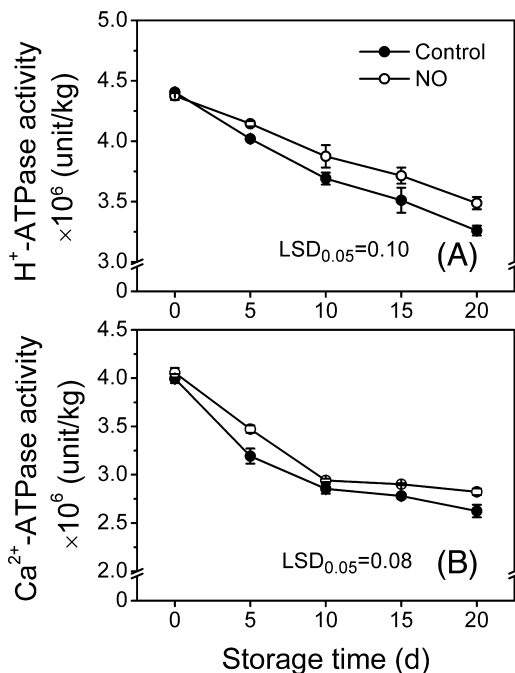 H⁺-ATPase activity
×10⁶ (unit/kg)
5.0
4.5
4.0
3.5
3.0
0
Control
NO
LSD₀.₀₅=0.10
(A)
0 5 10 15 20
Ca²⁺-ATPase activity
×10⁶ (unit/kg)
4.5
4.0
3.5
3.0
2.5
2.0
0
LSD₀.₀₅=0.08
(B)
0 5 10 15 20
Storage time (d)